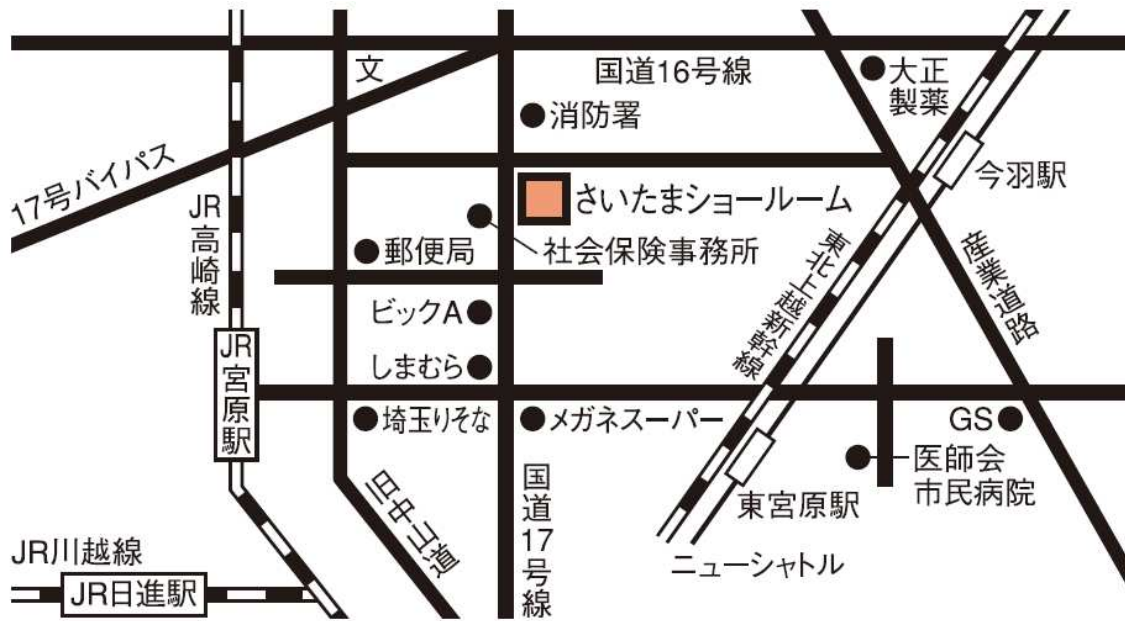 文
国道16号線
大正
製薬
消防署
17号バイパス
今羽駅
さいたまショールーム
JR高崎線
社会保険事務所
郵便局
東北上越新幹線
産業道路
ビックA
JR宮原駅
しまむら
埼玉りそな
メガネスーパー
GS
医師会
市民病院
旧中山道
国道17号線
東宮原駅
JR川越線
ニューシャトル
JR日進駅